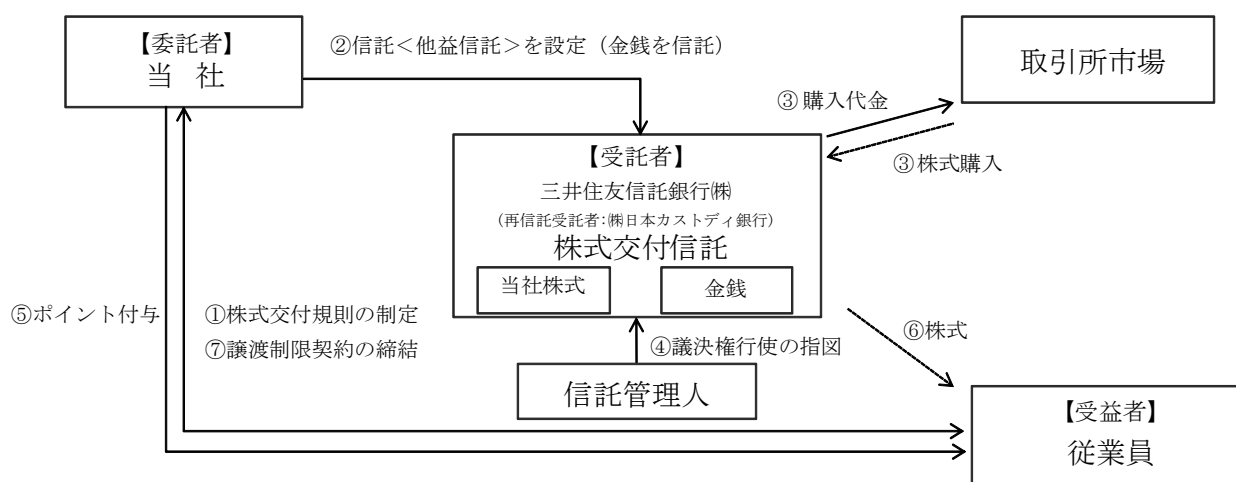 【委託者】
当 社
②信託＜他益信託＞を設定（金銭を信託）
取引所市場
③購入代金
③株式購入
【受託者】
三井住友信託銀行㈱
(再信託受託者:㈱日本カストディ銀行)
株式交付信託
当社株式
金銭
⑤ポイント付与
①株式交付規則の制定
⑦譲渡制限契約の締結
④議決権行使の指図
⑥株式
信託管理人
【受益者】
従業員